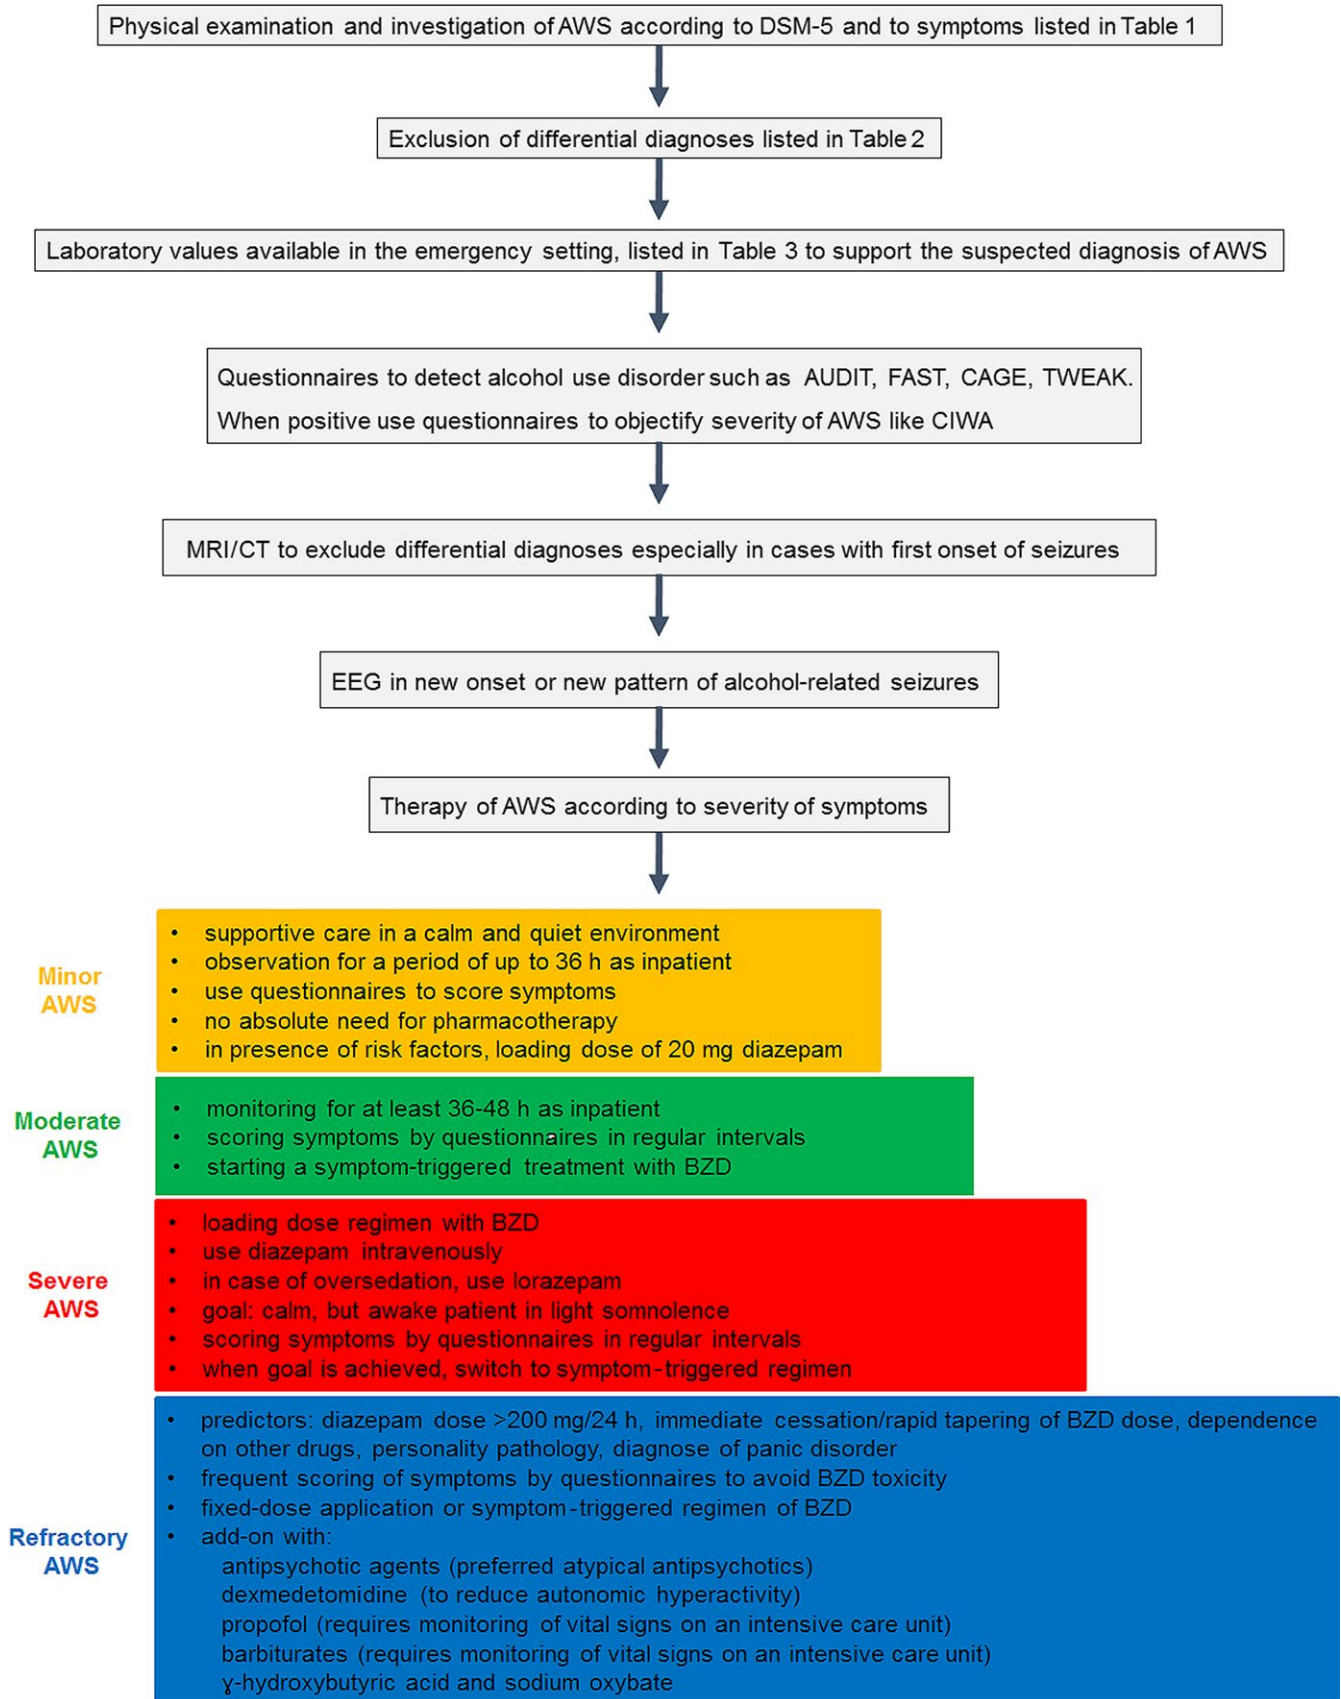 Physical examination and investigation of AWS according to DSM-5 and to symptoms listed in Table 1
Exclusion of differential diagnoses listed in Table 2
Laboratory values available in the emergency setting, listed in Table 3 to support the suspected diagnosis of AWS
Questionnaires to detect alcohol use disorder such as AUDIT, FAST, CAGE, TWEAK.
When positive use questionnaires to objectify severity of AWS like CIWA
MRI/CT to exclude differential diagnoses especially in cases with first onset of seizures
EEG in new onset or new pattern of alcohol-related seizures
Therapy of AWS according to severity of symptoms
Minor
AWS
• supportive care in a calm and quiet environment
• observation for a period of up to 36 h as inpatient
• use questionnaires to score symptoms
• no absolute need for pharmacotherapy
• in presence of risk factors, loading dose of 20 mg diazepam
Moderate
AWS
• monitoring for at least 36-48 h as inpatient
• scoring symptoms by questionnaires in regular intervals
• starting a symptom-triggered treatment with BZD
Severe
AWS
• loading dose regimen with BZD
• use diazepam intravenously
• in case of oversedation, use lorazepam
• goal: calm, but awake patient in light somnolence
• scoring symptoms by questionnaires in regular intervals
• when goal is achieved, switch to symptom-triggered regimen
Refractory
AWS
• predictors: diazepam dose >200 mg/24 h, immediate cessation/rapid tapering of BZD dose, dependence
on other drugs, personality pathology, diagnose of panic disorder
• frequent scoring of symptoms by questionnaires to avoid BZD toxicity
• fixed-dose application or symptom-triggered regimen of BZD
• add-on with:
antipsychotic agents (preferred atypical antipsychotics)
dexmedetomidine (to reduce autonomic hyperactivity)
propofol (requires monitoring of vital signs on an intensive care unit)
barbiturates (requires monitoring of vital signs on an intensive care unit)
ɣ-hydroxybutyric acid and sodium oxybate